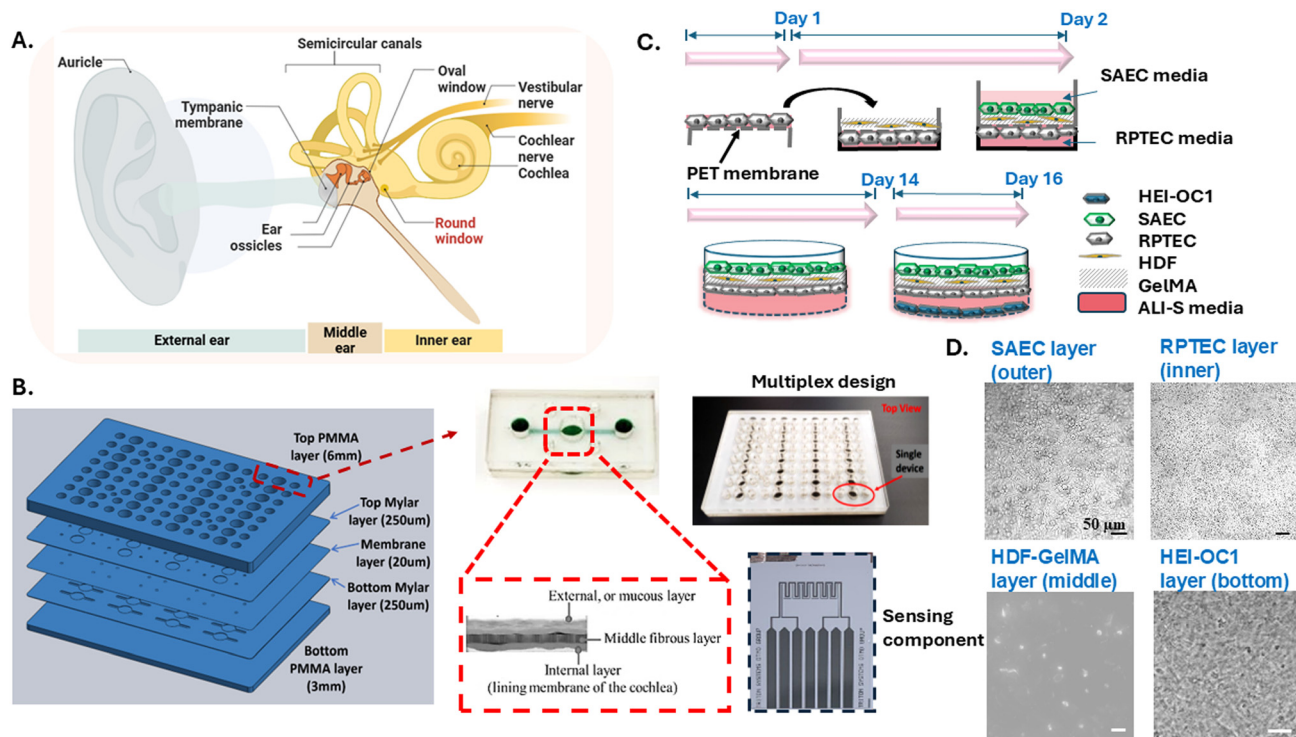 A.
Auricle
Semicircular canals
Oval
window
Tympanic
membrane
Vestibular
nerve
Cochlear
nerve
Cochlea
Ear
ossicles
Round
window
External ear
Middle
ear
Inner ear
B.
Top PMMA
layer (6mm)
Top Mylar
layer (250um)
Membrane
layer (20um)
Bottom Mylar
layer (250um)
Bottom
PMMA layer
(3mm)
Multiplex design
Top View
Single
device
External, or mucous layer
Middle fibrous layer
Internal layer
(lining membrane of the cochlea)
Sensing
component
C.
Day 1
Day 2
SAEC media
RPTEC media
PET membrane
Day 14
Day 16
HEI-OC1
SAEC
RPTEC
HDF
GelMA
ALI-S media
D.
SAEC layer
(outer)
RPTEC layer
(inner)
50 μm
HDF-GelMA
layer (middle)
HEI-OC1
layer (bottom)